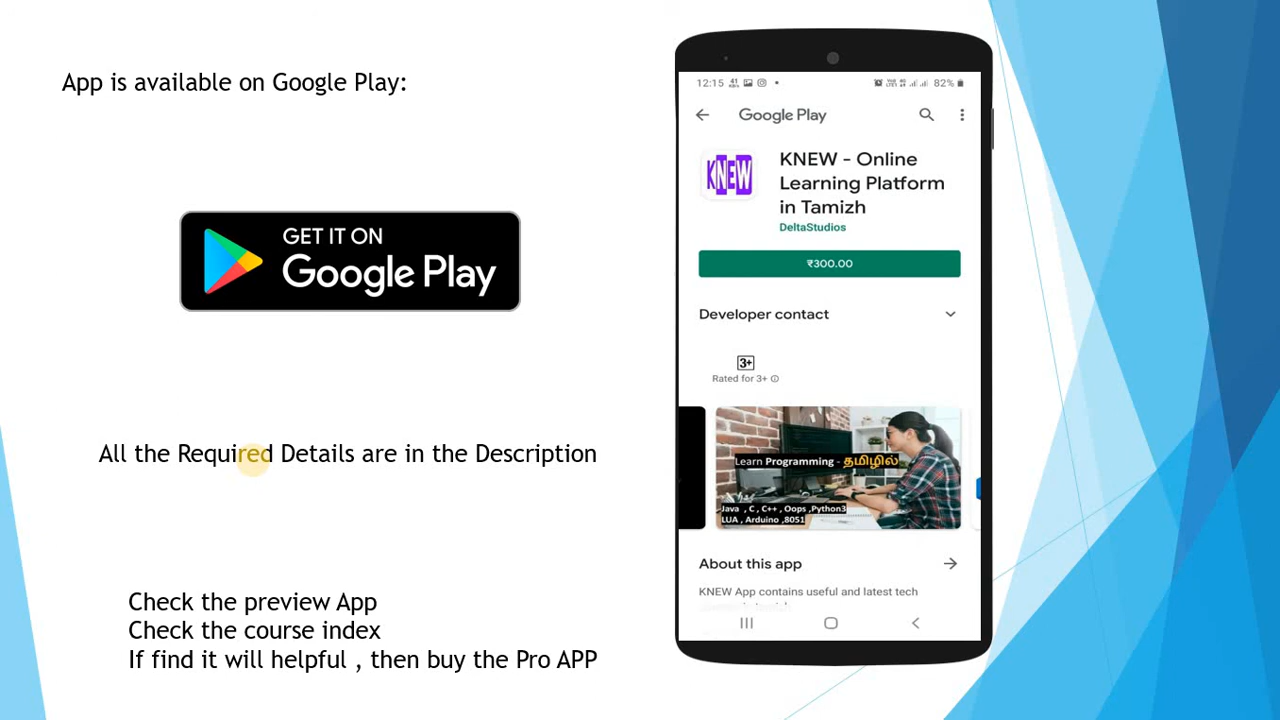 App is available on Google Play:
GET IT ON
Google Play
All the Required Details are in the Description
Check the preview App
Check the course index
If find it will helpful , then buy the Pro APP
12:15
82%
Google Play
KNEW
KNEW - Online
Learning Platform
in Tamizh
DeltaStudios
₹300.00
Developer contact
3+
Rated for 3+
Learn Programming - தமிழில்
Java , C , C++ , Oops ,Python3
LUA , Arduino ,8051
About this app
KNEW App contains useful and latest tech